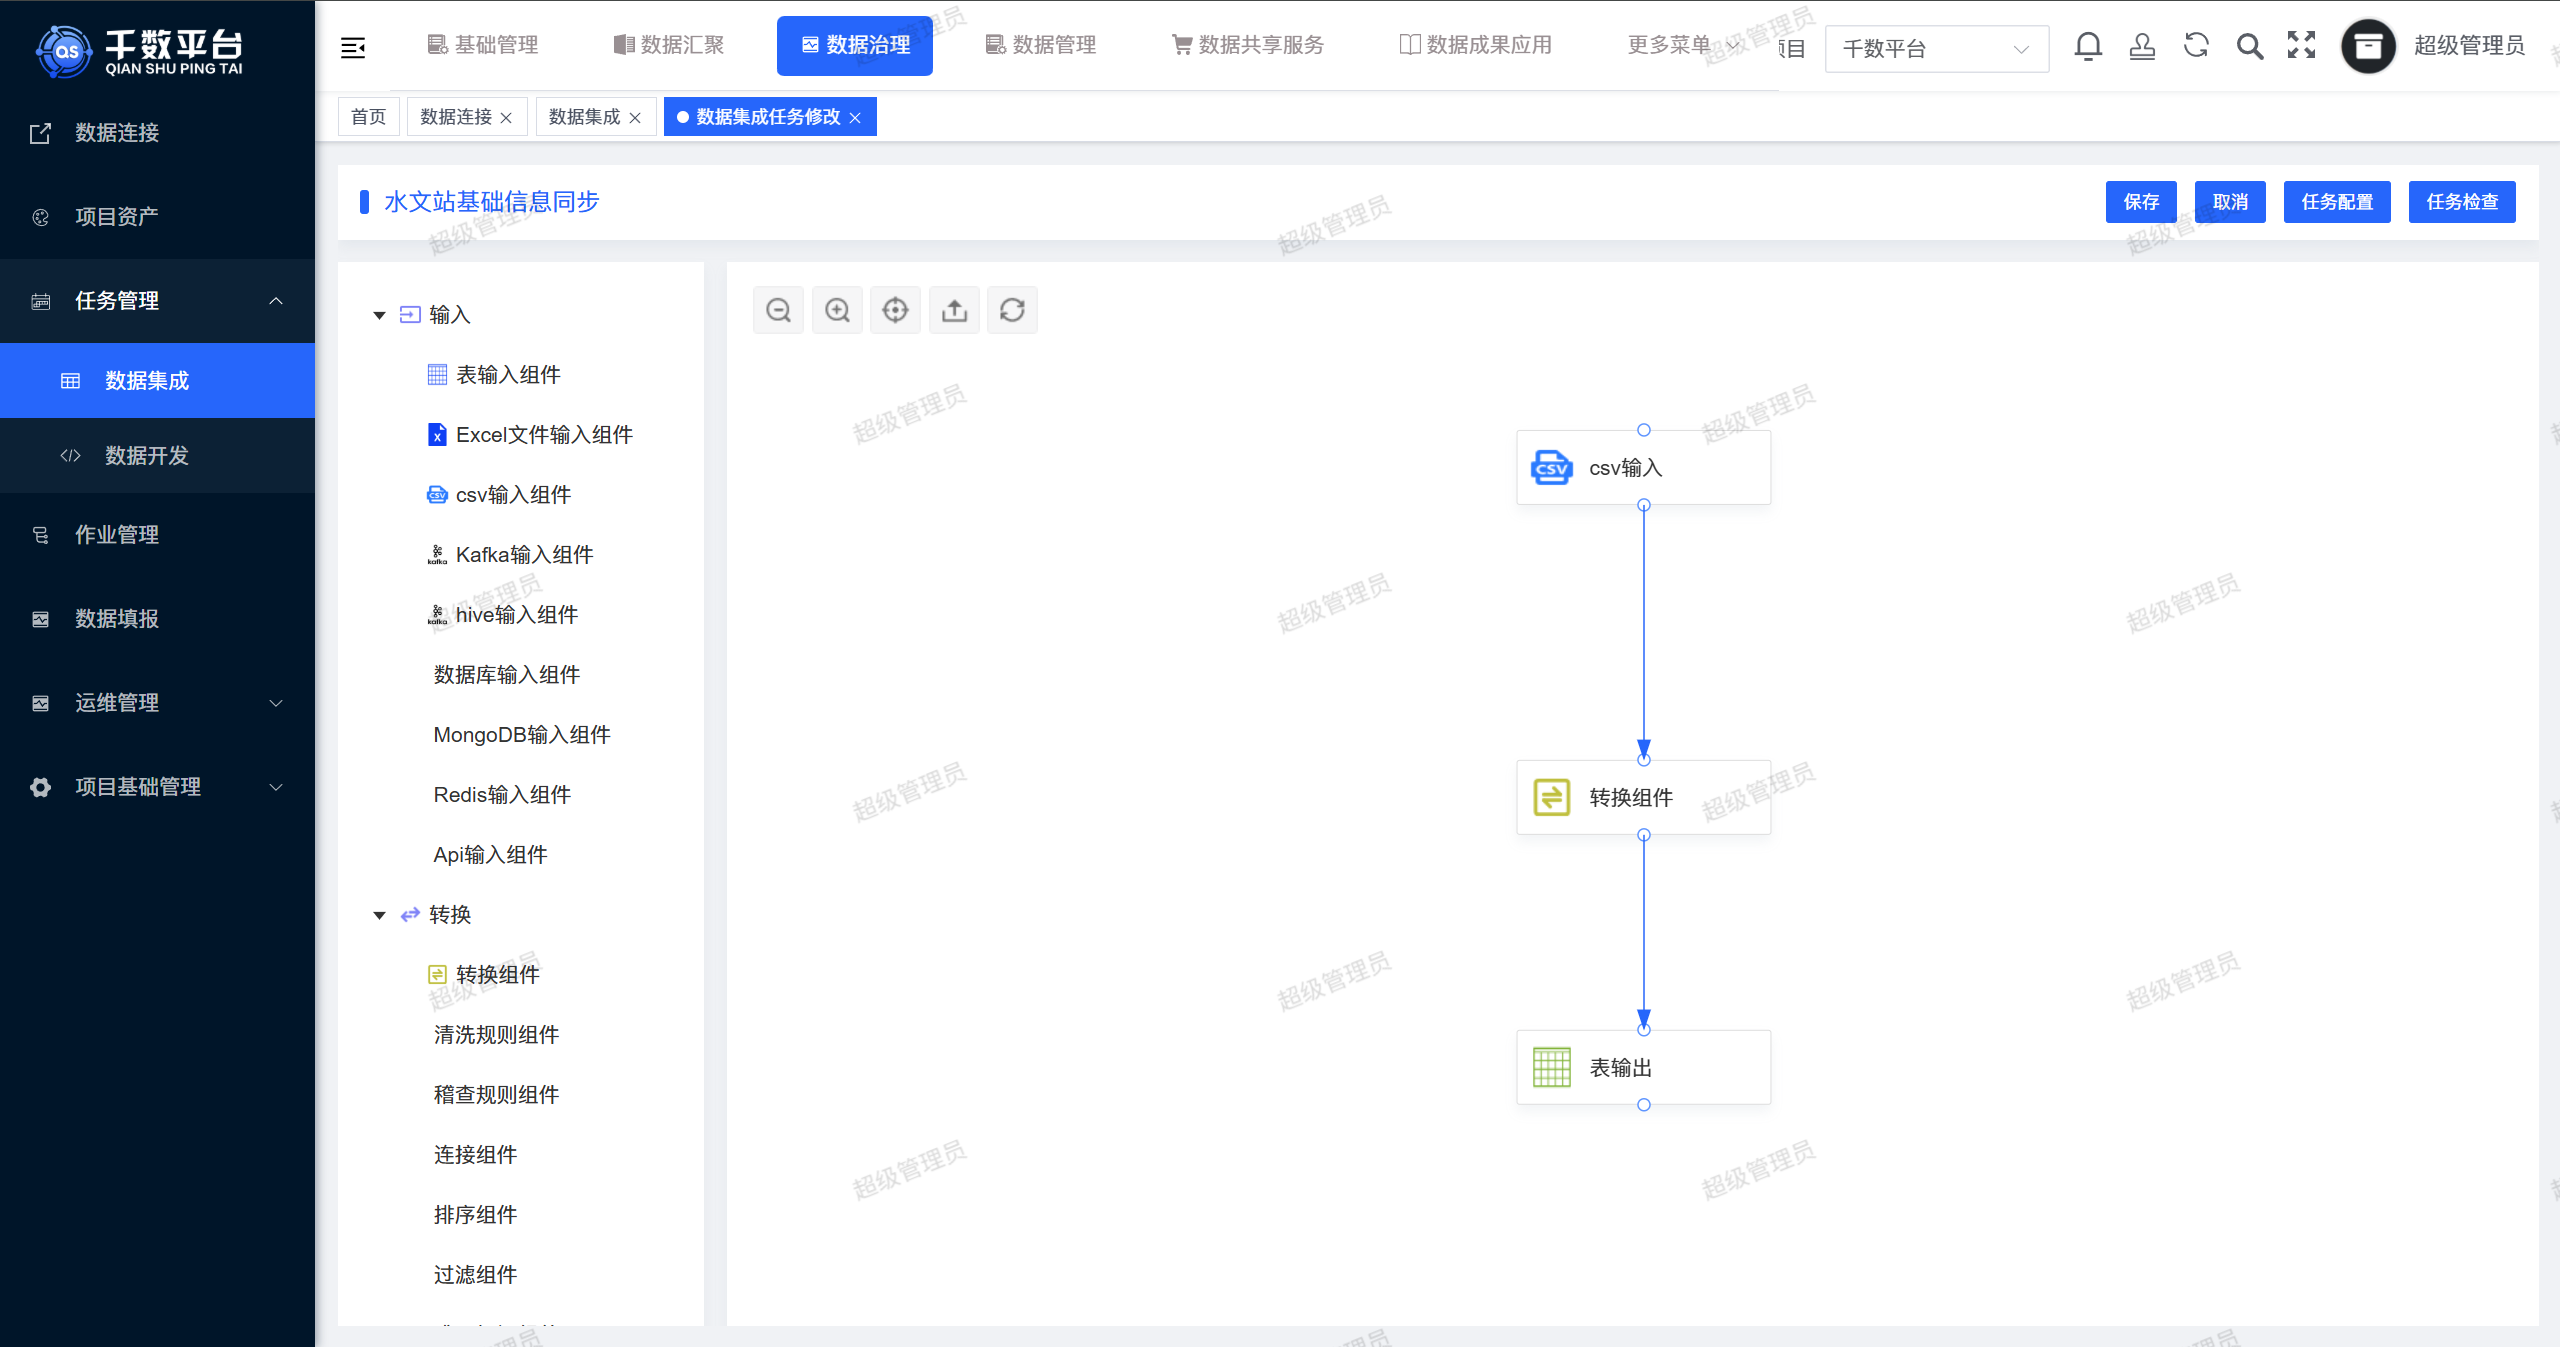 千数平台
QIAN SHU PING TAI
基础管理
数据汇聚
数据治理
数据管理
数据共享服务
数据成果应用
更多菜单
目
千数平台
超级管理员
首页
数据连接
数据集成
数据集成任务修改
数据连接
项目资产
任务管理
数据集成
数据开发
作业管理
数据填报
运维管理
项目基础管理
水文站基础信息同步
保存
取消
任务配置
任务检查
输入
表输入组件
Excel文件输入组件
csv输入组件
Kafka输入组件
hive输入组件
数据库输入组件
MongoDB输入组件
Redis输入组件
Api输入组件
转换
转换组件
清洗规则组件
稽查规则组件
连接组件
排序组件
过滤组件
csv输入
转换组件
表输出
超级管理员